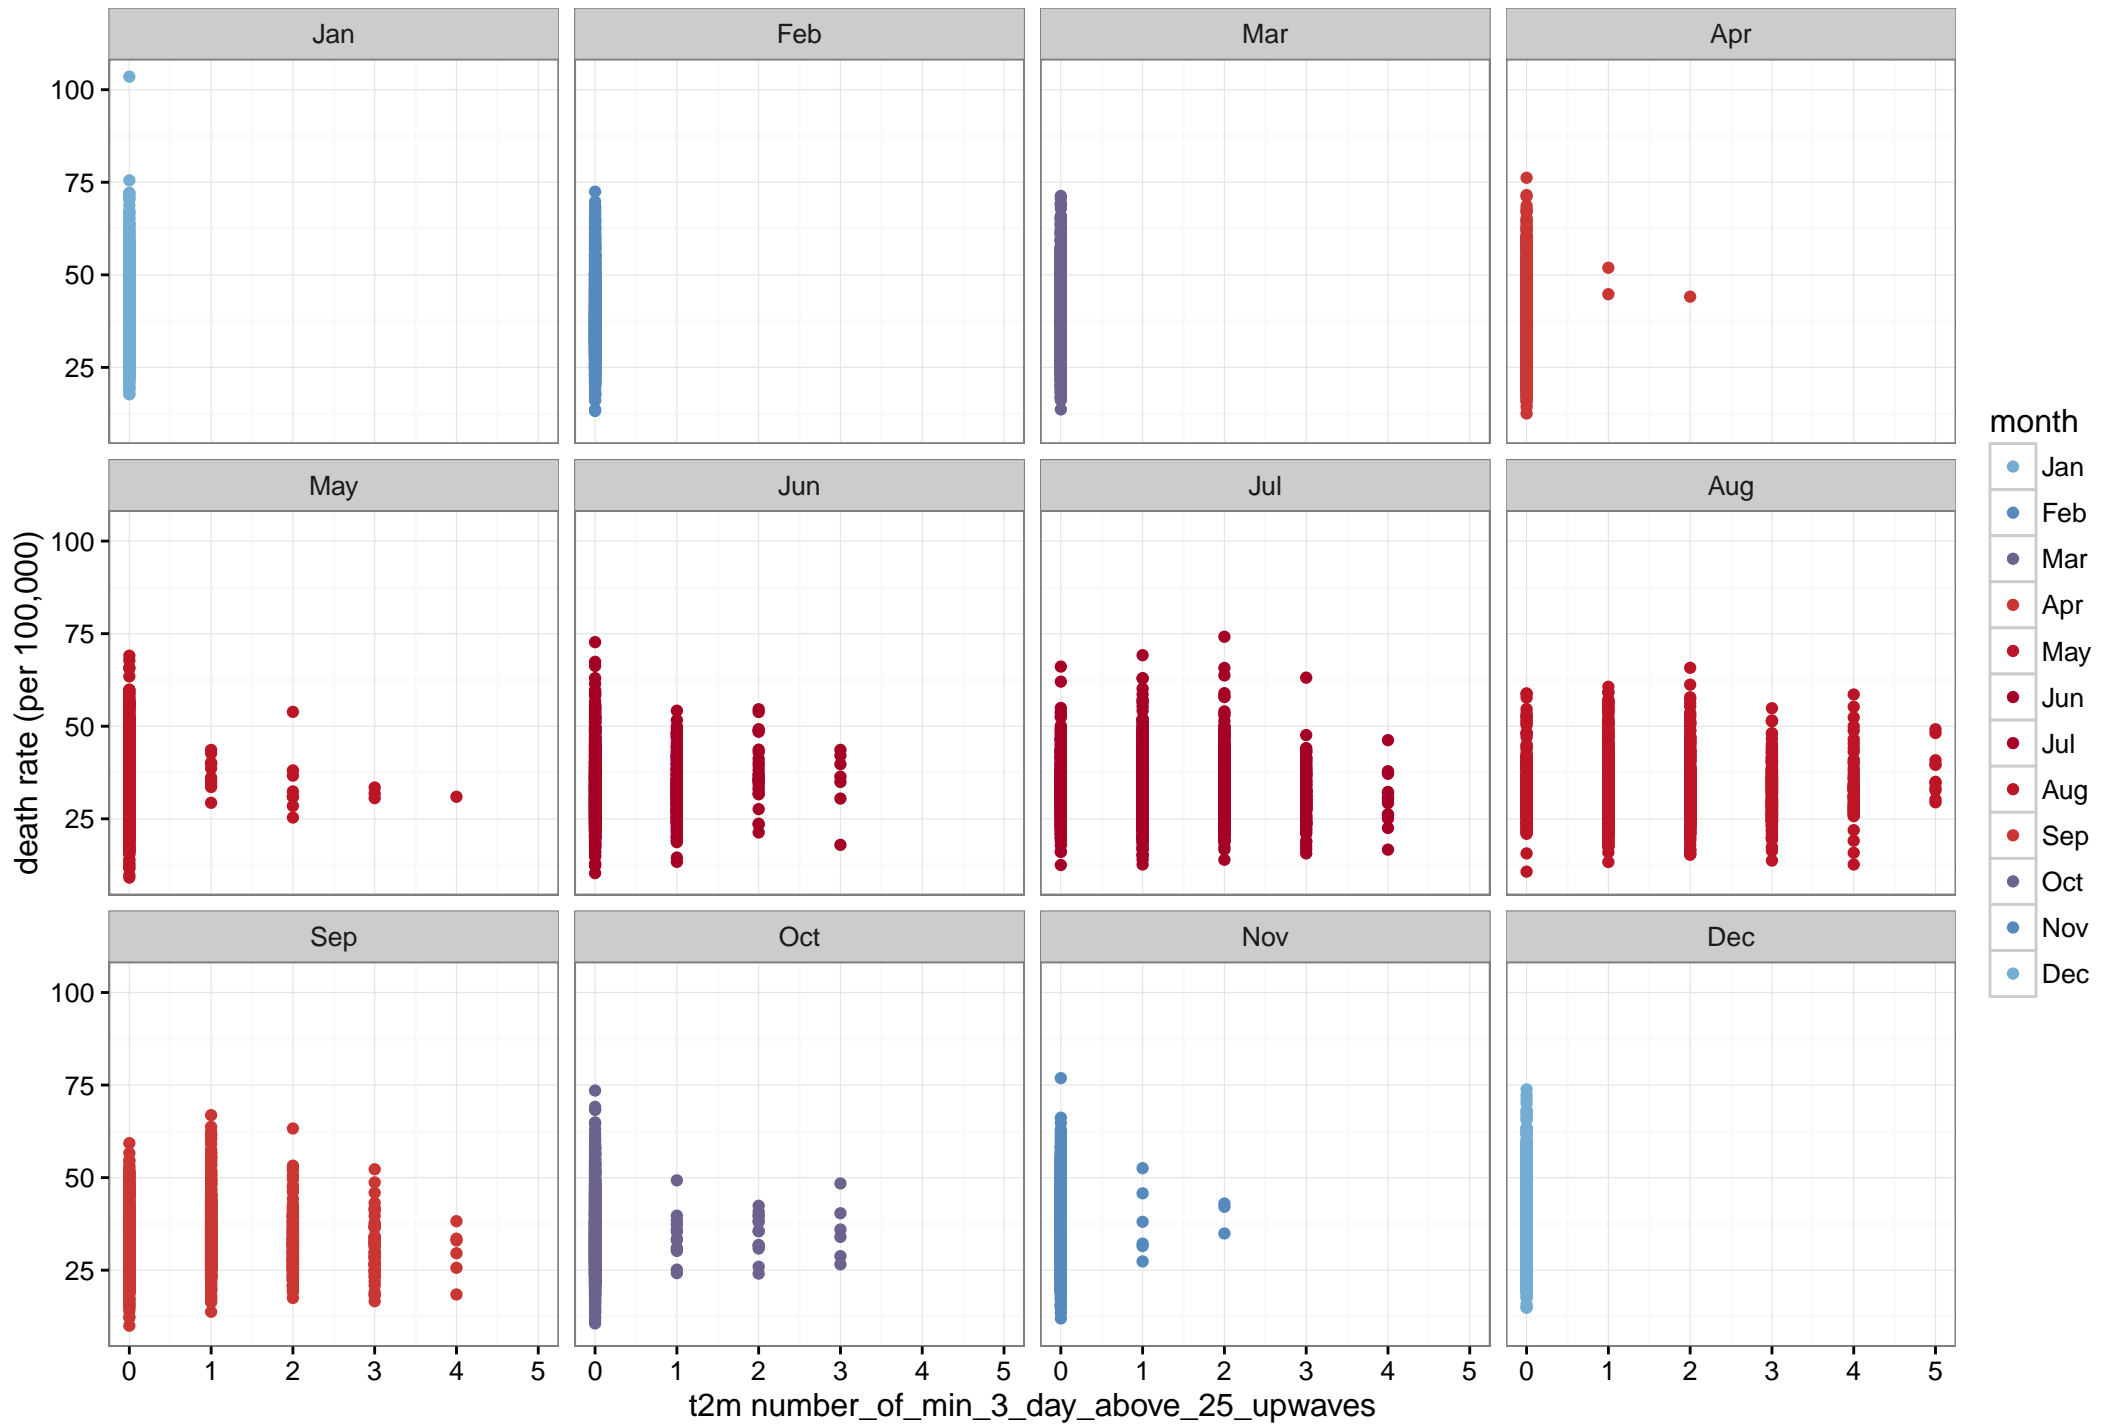 Jan Feb Mar Apr
100
75
50
25
May Jun Jul Aug
100
75
50
25
Sep Oct Nov Dec
100
75
50
25
0 1 2 3 4 5 0 1 2 3 4 5 0 1 2 3 4 5 0 1 2 3 4 5
t2m number_of_min_3_day_above_25_upwaves
death rate (per 100,000)
month
Jan
Feb
Mar
Apr
May
Jun
Jul
Aug
Sep
Oct
Nov
Dec